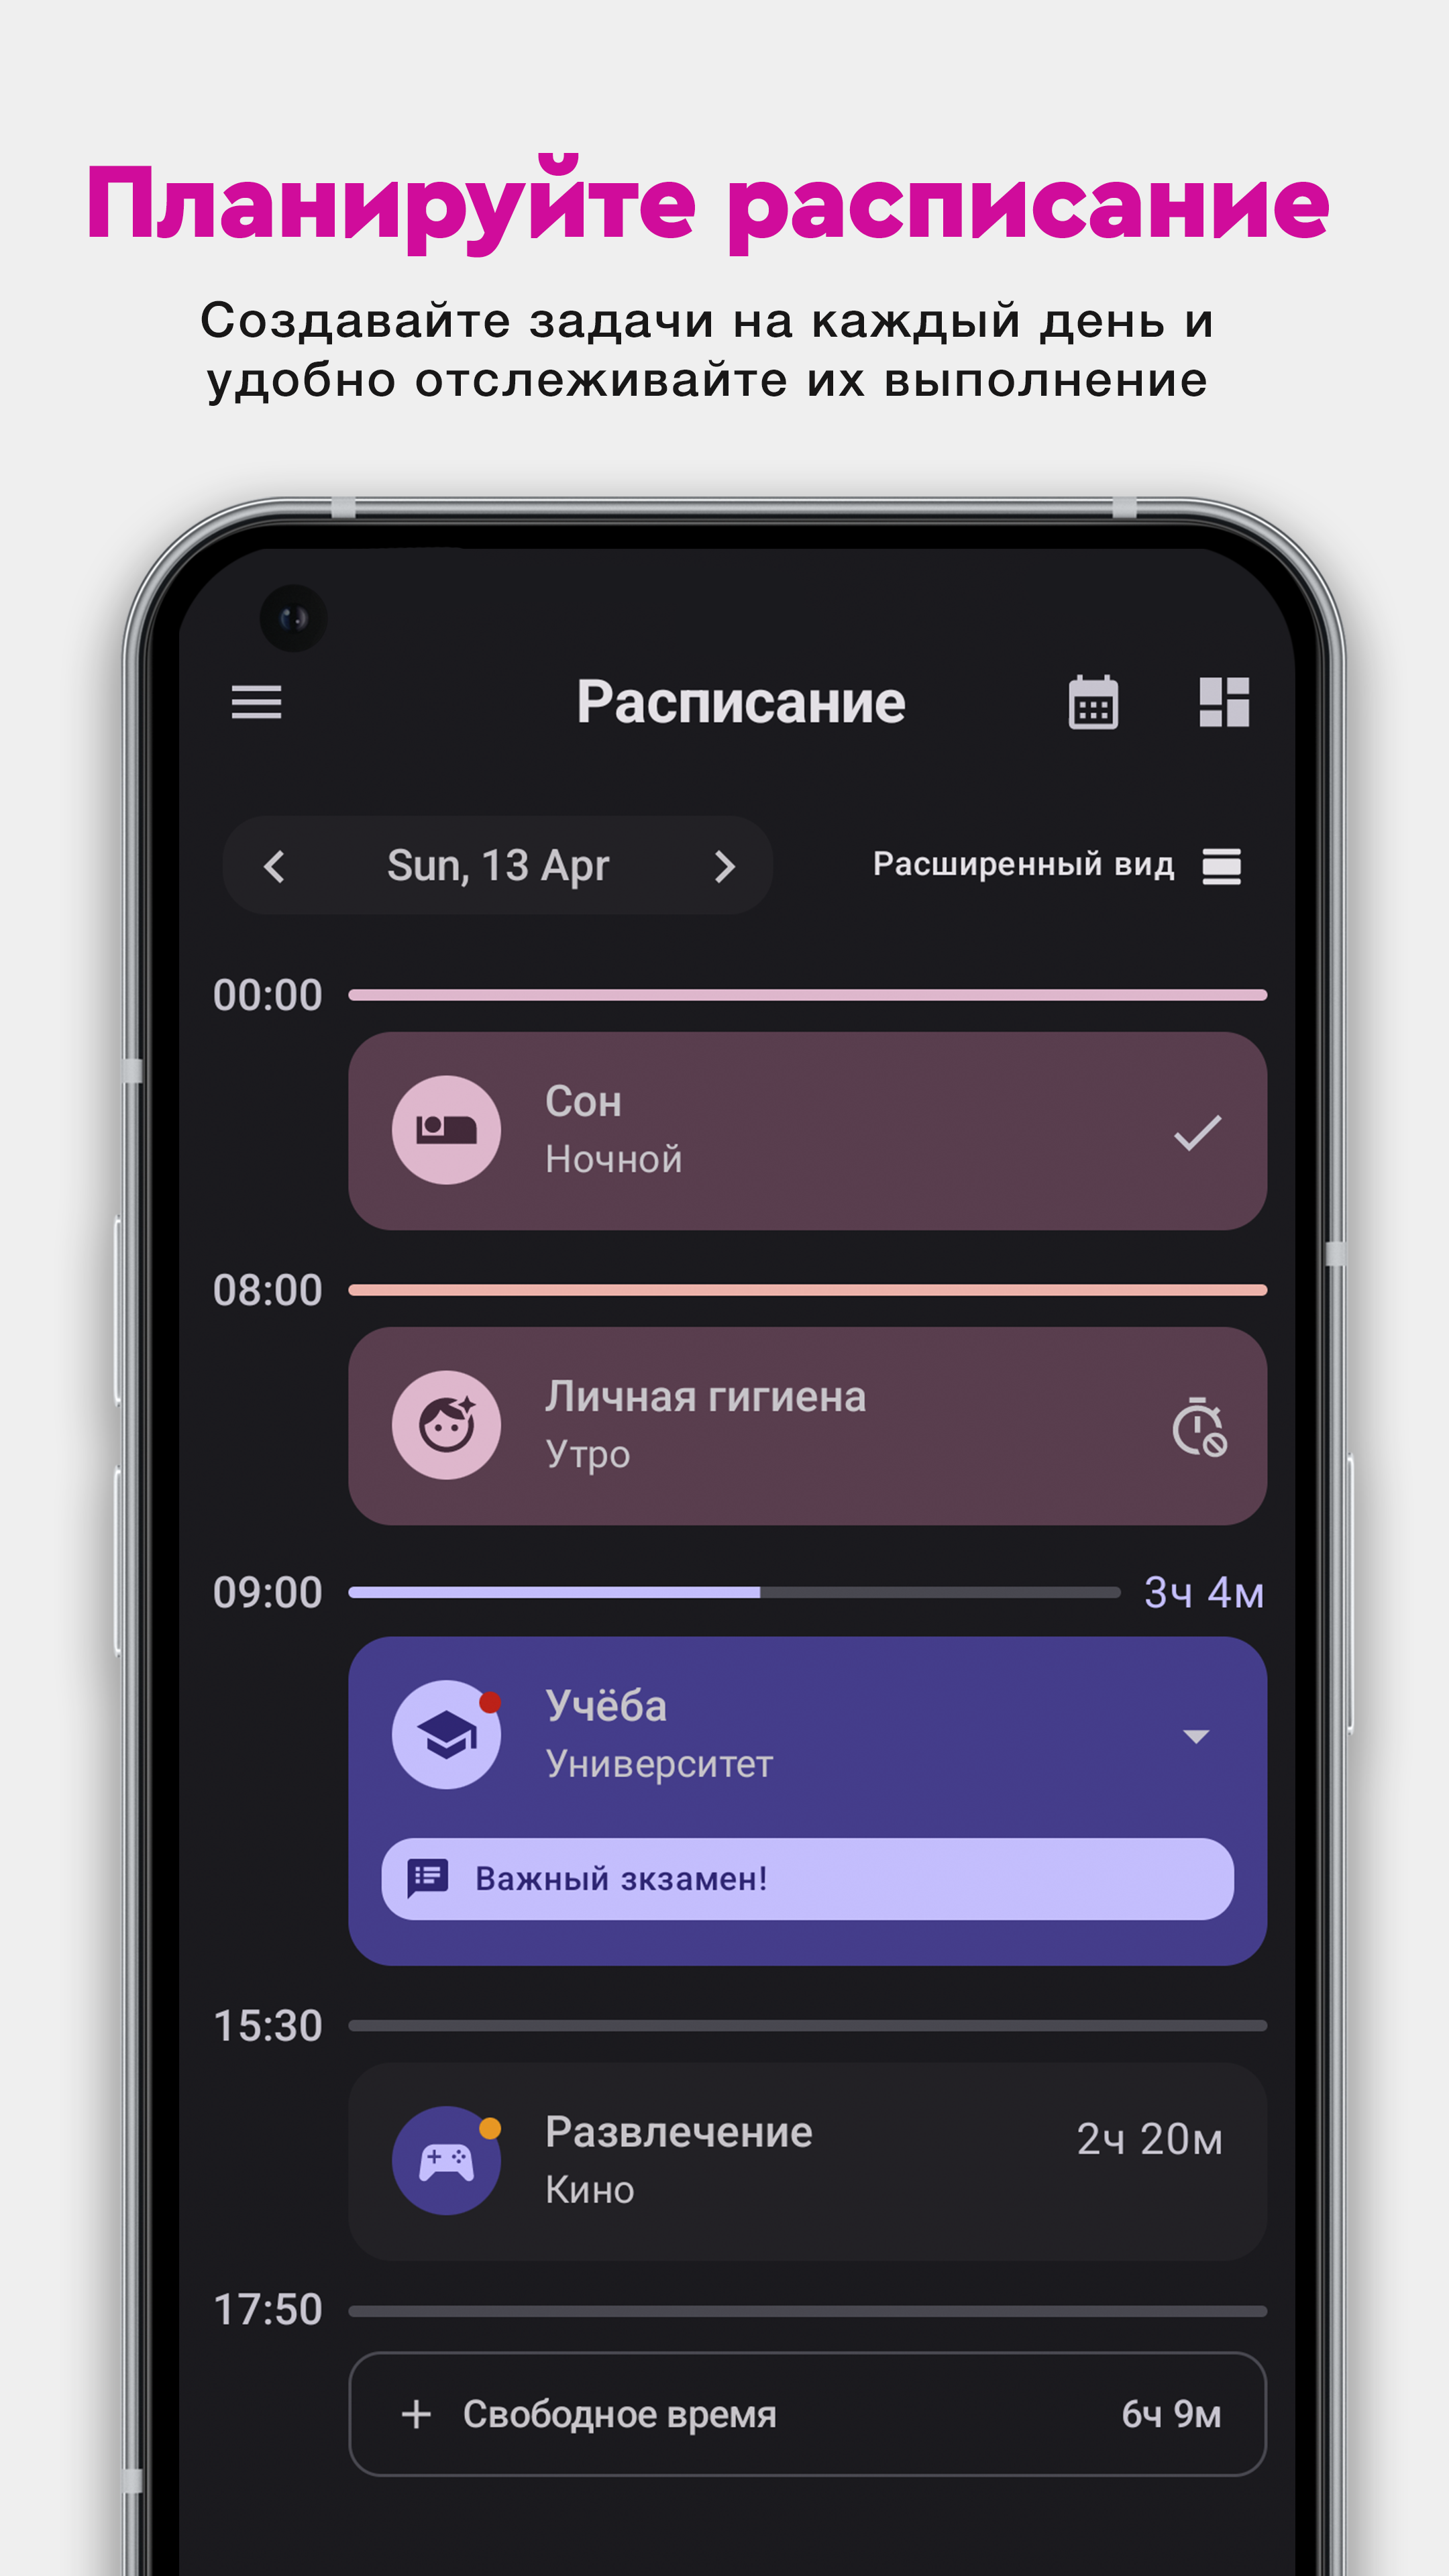 Планируйте расписание
Создавайте задачи на каждый день и
удобно отслеживайте их выполнение
Расписание
Sun, 13 Apr
Расширенный вид
00:00
Сон
Ночной
08:00
Личная гигиена
Утро
09:00
3ч 4м
Учёба
Университет
Важный зкзамен!
15:30
Развлечение
2ч 20м
Кино
17:50
+ Свободное время
6ч 9м